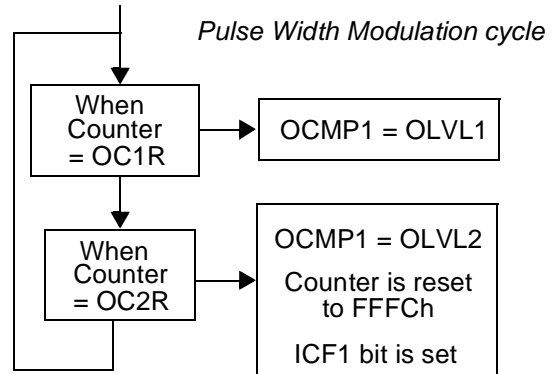 Pulse Width Modulation cycle
When
Counter
= OC1R
OCMP1 = OLVL1
When
Counter
= OC2R
OCMP1 = OLVL2
Counter is reset
to FFFCh
ICF1 bit is set